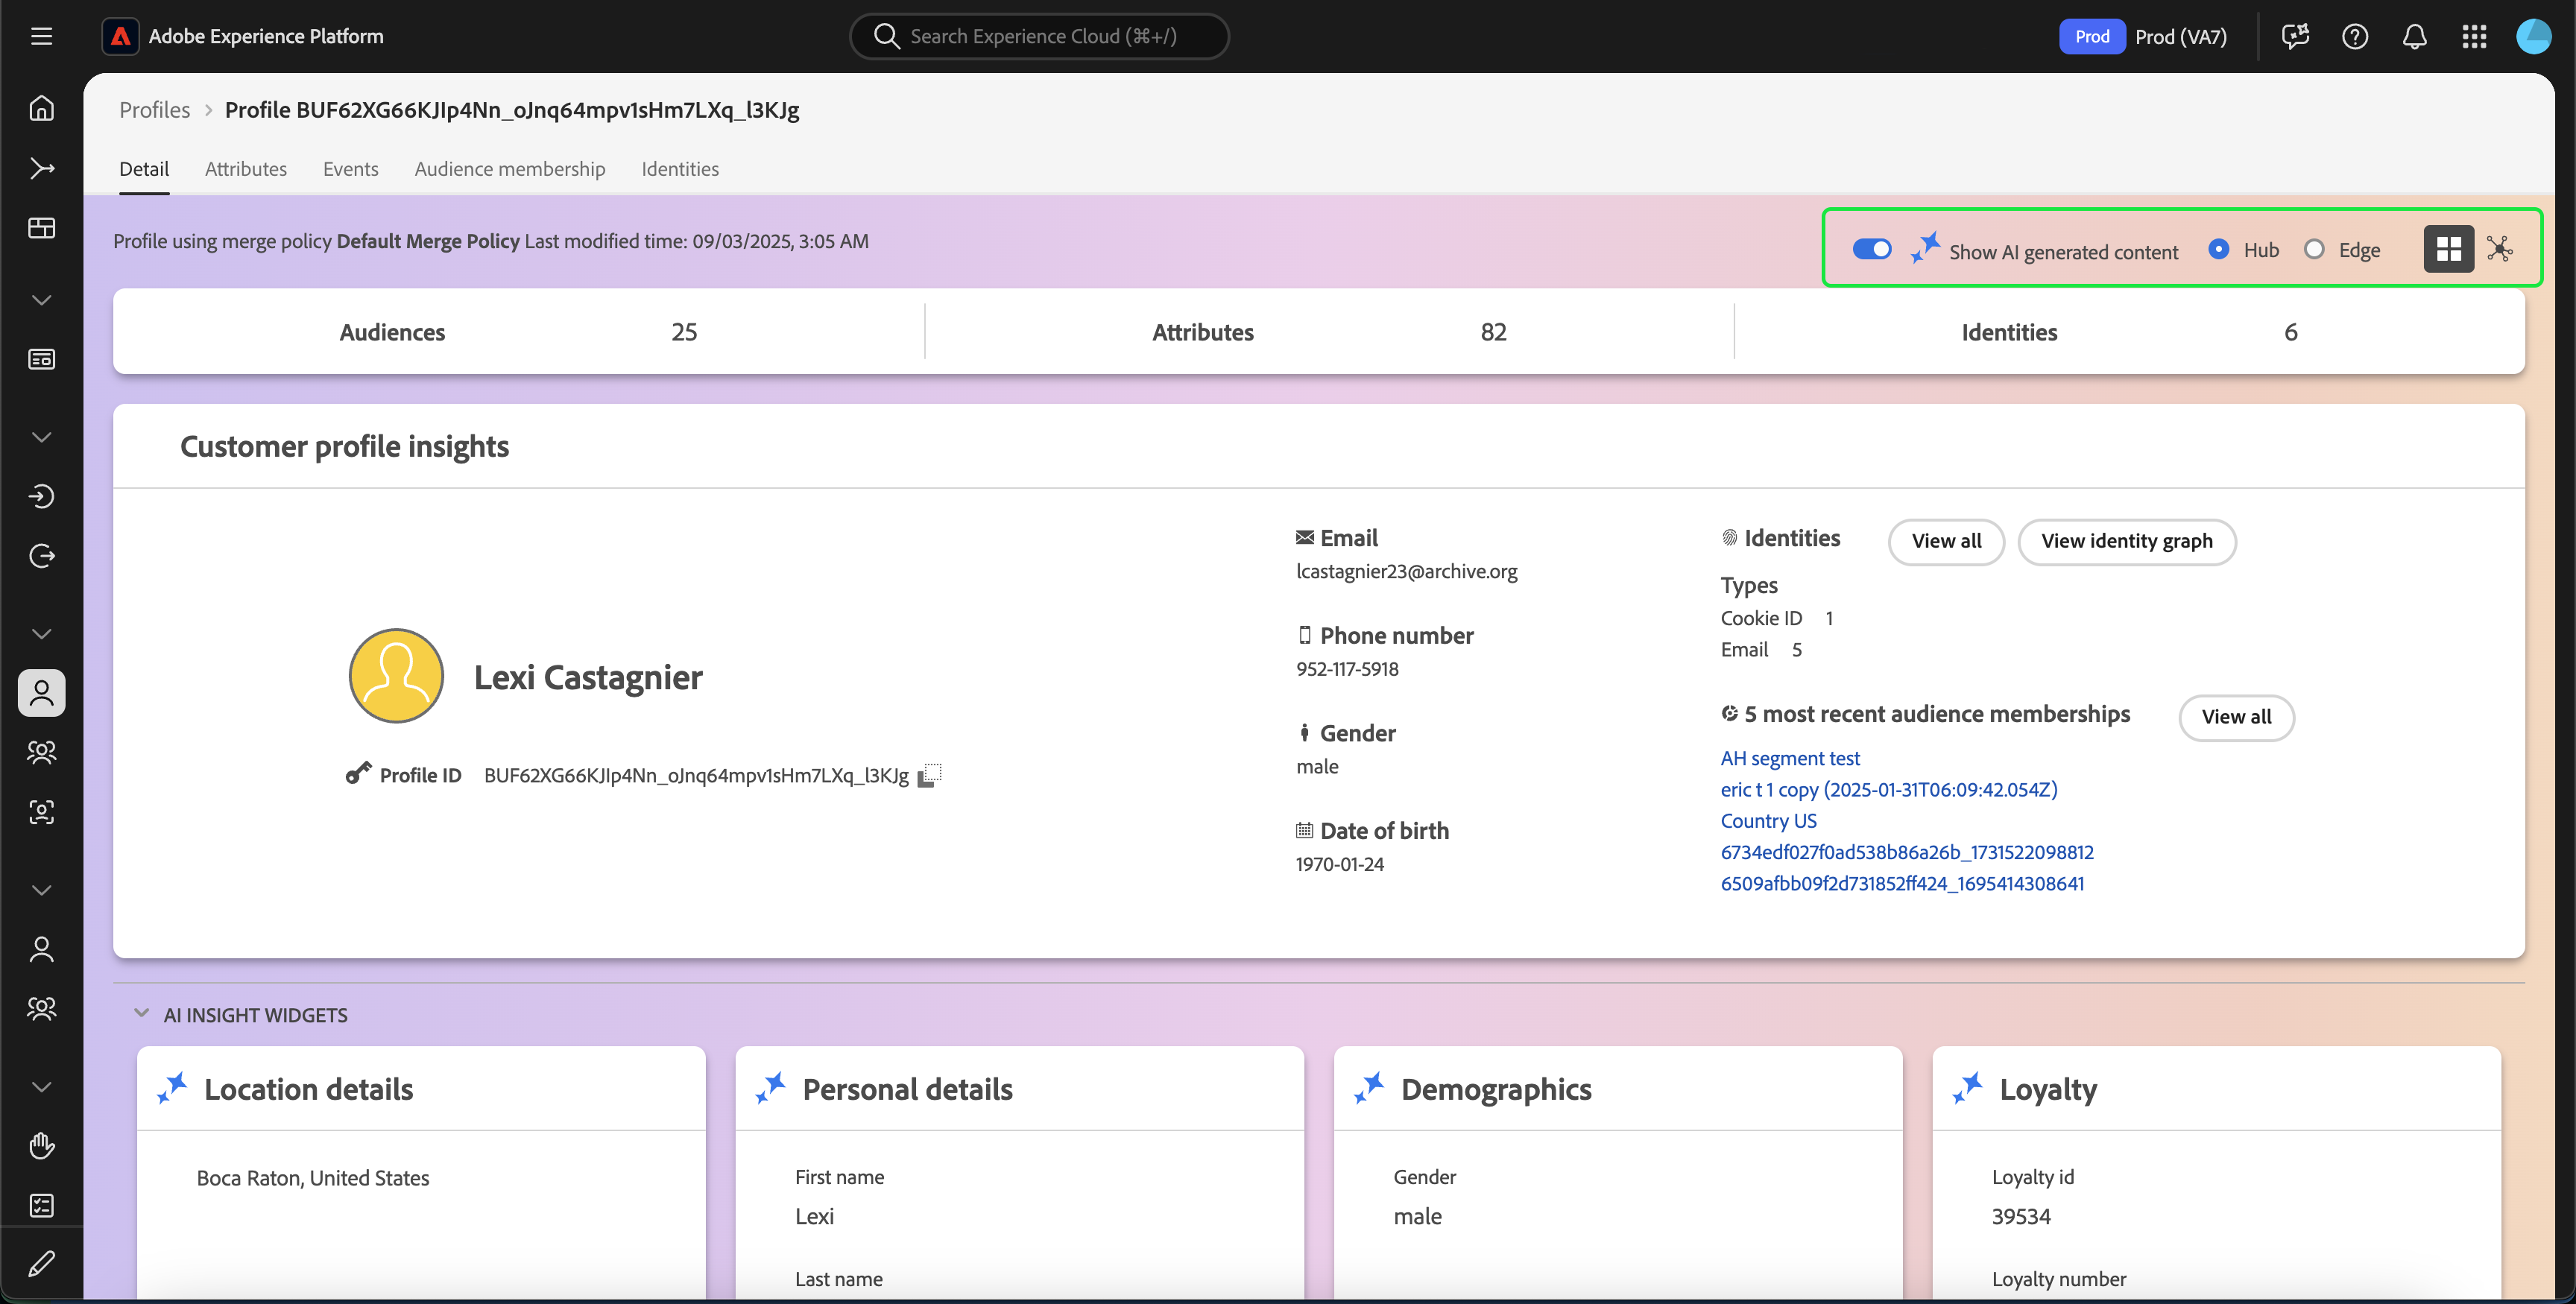 Adobe Experience Platform
Search Experience Cloud (⌘+/)
Prod
Prod (VA7)
Profiles
Profile BUF62XG66KJIp4Nn_oJnq64mpv1sHm7LXq_l3KJg
Detail
Attributes
Events
Audience membership
Identities
Profile using merge policy Default Merge Policy Last modified time: 09/03/2025, 3:05 AM
Show AI generated content
Hub
Edge
Audiences 25
Attributes 82
Identities 6
Customer profile insights
Lexi Castagnier
Profile ID BUF62XG66KJIp4Nn_oJnq64mpv1sHm7LXq_l3KJg
Email
lcastagnier23@archive.org
Phone number
952-117-5918
Gender
male
Date of birth
1970-01-24
Identities
View all
View identity graph
Types
Cookie ID 1
Email 5
5 most recent audience memberships
View all
AH segment test
eric t 1 copy (2025-01-31T06:09:42.054Z)
Country US
6734edf027f0ad538b86a26b_1731522098812
6509afbb09f2d731852ff424_1695414308641
AI INSIGHT WIDGETS
Location details
Boca Raton, United States
Personal details
First name
Lexi
Last name
Demographics
Gender
male
Loyalty
Loyalty id
39534
Loyalty number